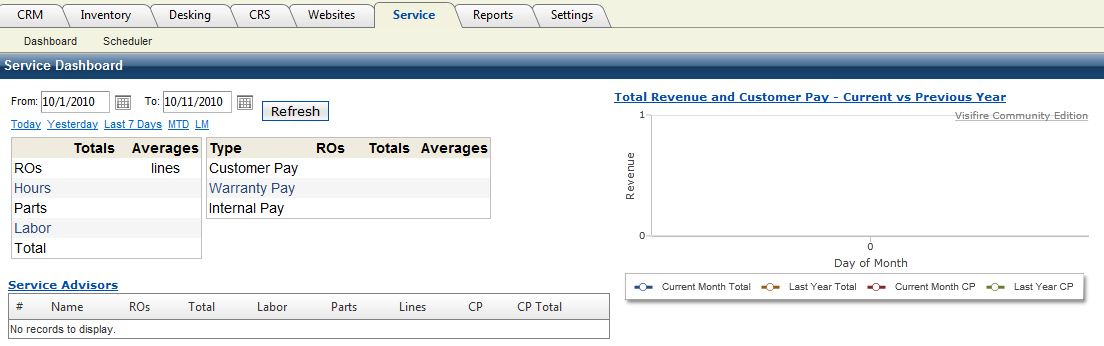 CRM Inventory Desking CRS Websites Service Reports Settings
Dashboard Scheduler
Service Dashboard
From: 10/1/2010 To: 10/11/2010 Refresh
Today Yesterday Last 7 Days MTD LM
Totals Averages
ROs lines
Hours
Parts
Labor
Total
Type ROs Totals Averages
Customer Pay
Warranty Pay
Internal Pay
Service Advisors
# Name ROs Total Labor Parts Lines CP CP Total
No records to display.
Total Revenue and Customer Pay - Current vs Previous Year
Visifire Community Edition
1
Revenue
0
0
Day of Month
Current Month Total Last Year Total Current Month CP Last Year CP